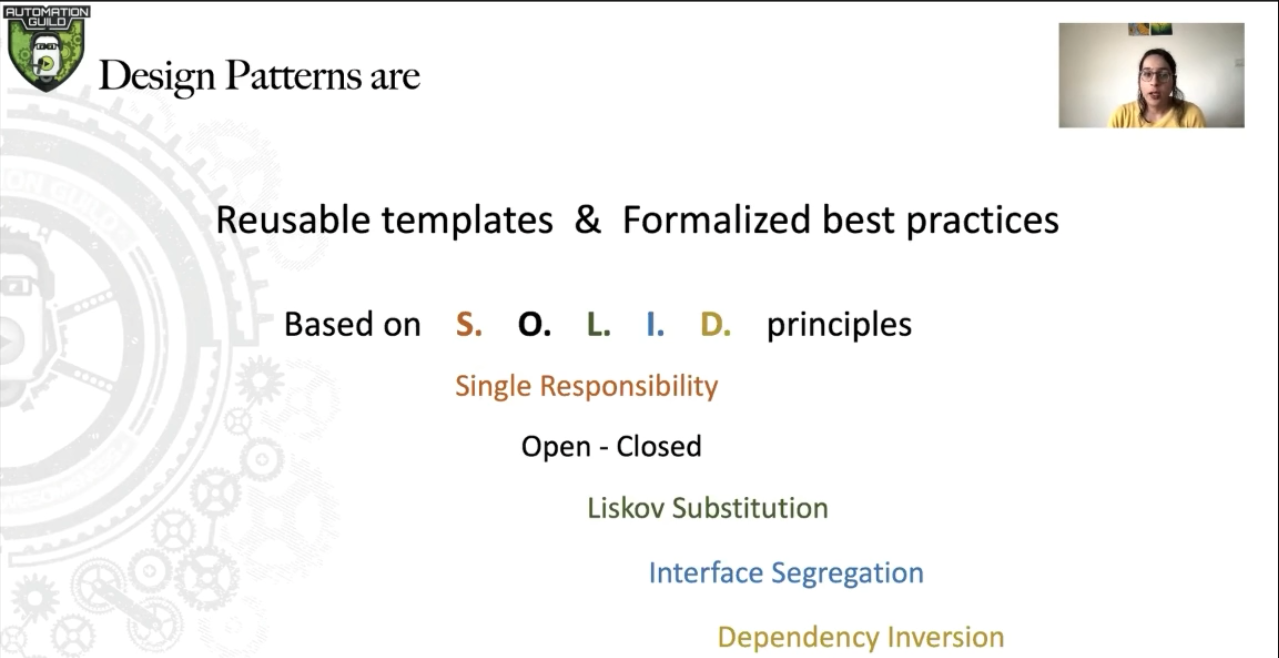 AUTOMATION
GUILD
Design Patterns are
Reusable templates & Formalized best practices
Based on S. O. L. I. D. principles
Single Responsibility
Open - Closed
Liskov Substitution
Interface Segregation
Dependency Inversion